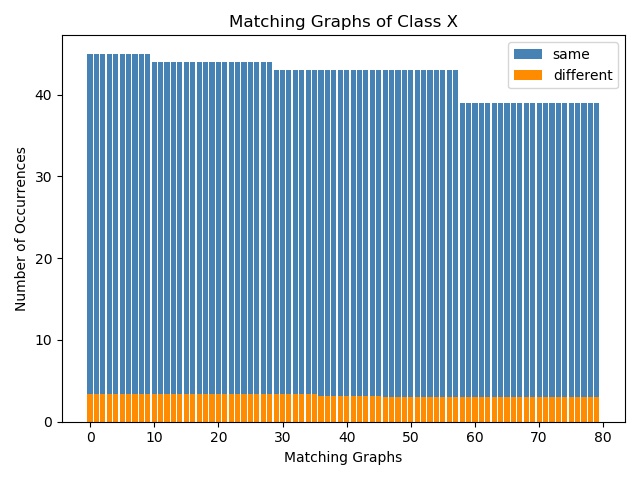 Matching Graphs of Class X
same
different
Number of Occurrences
40
30
20
10
0
0 10 20 30 40 50 60 70 80
Matching Graphs